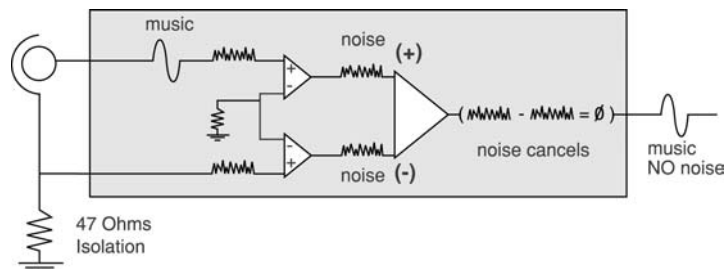 music
noise (+)
+
-
( - = ø )
-
+
noise cancels
noise (-)
music
NO noise
47 Ohms
Isolation